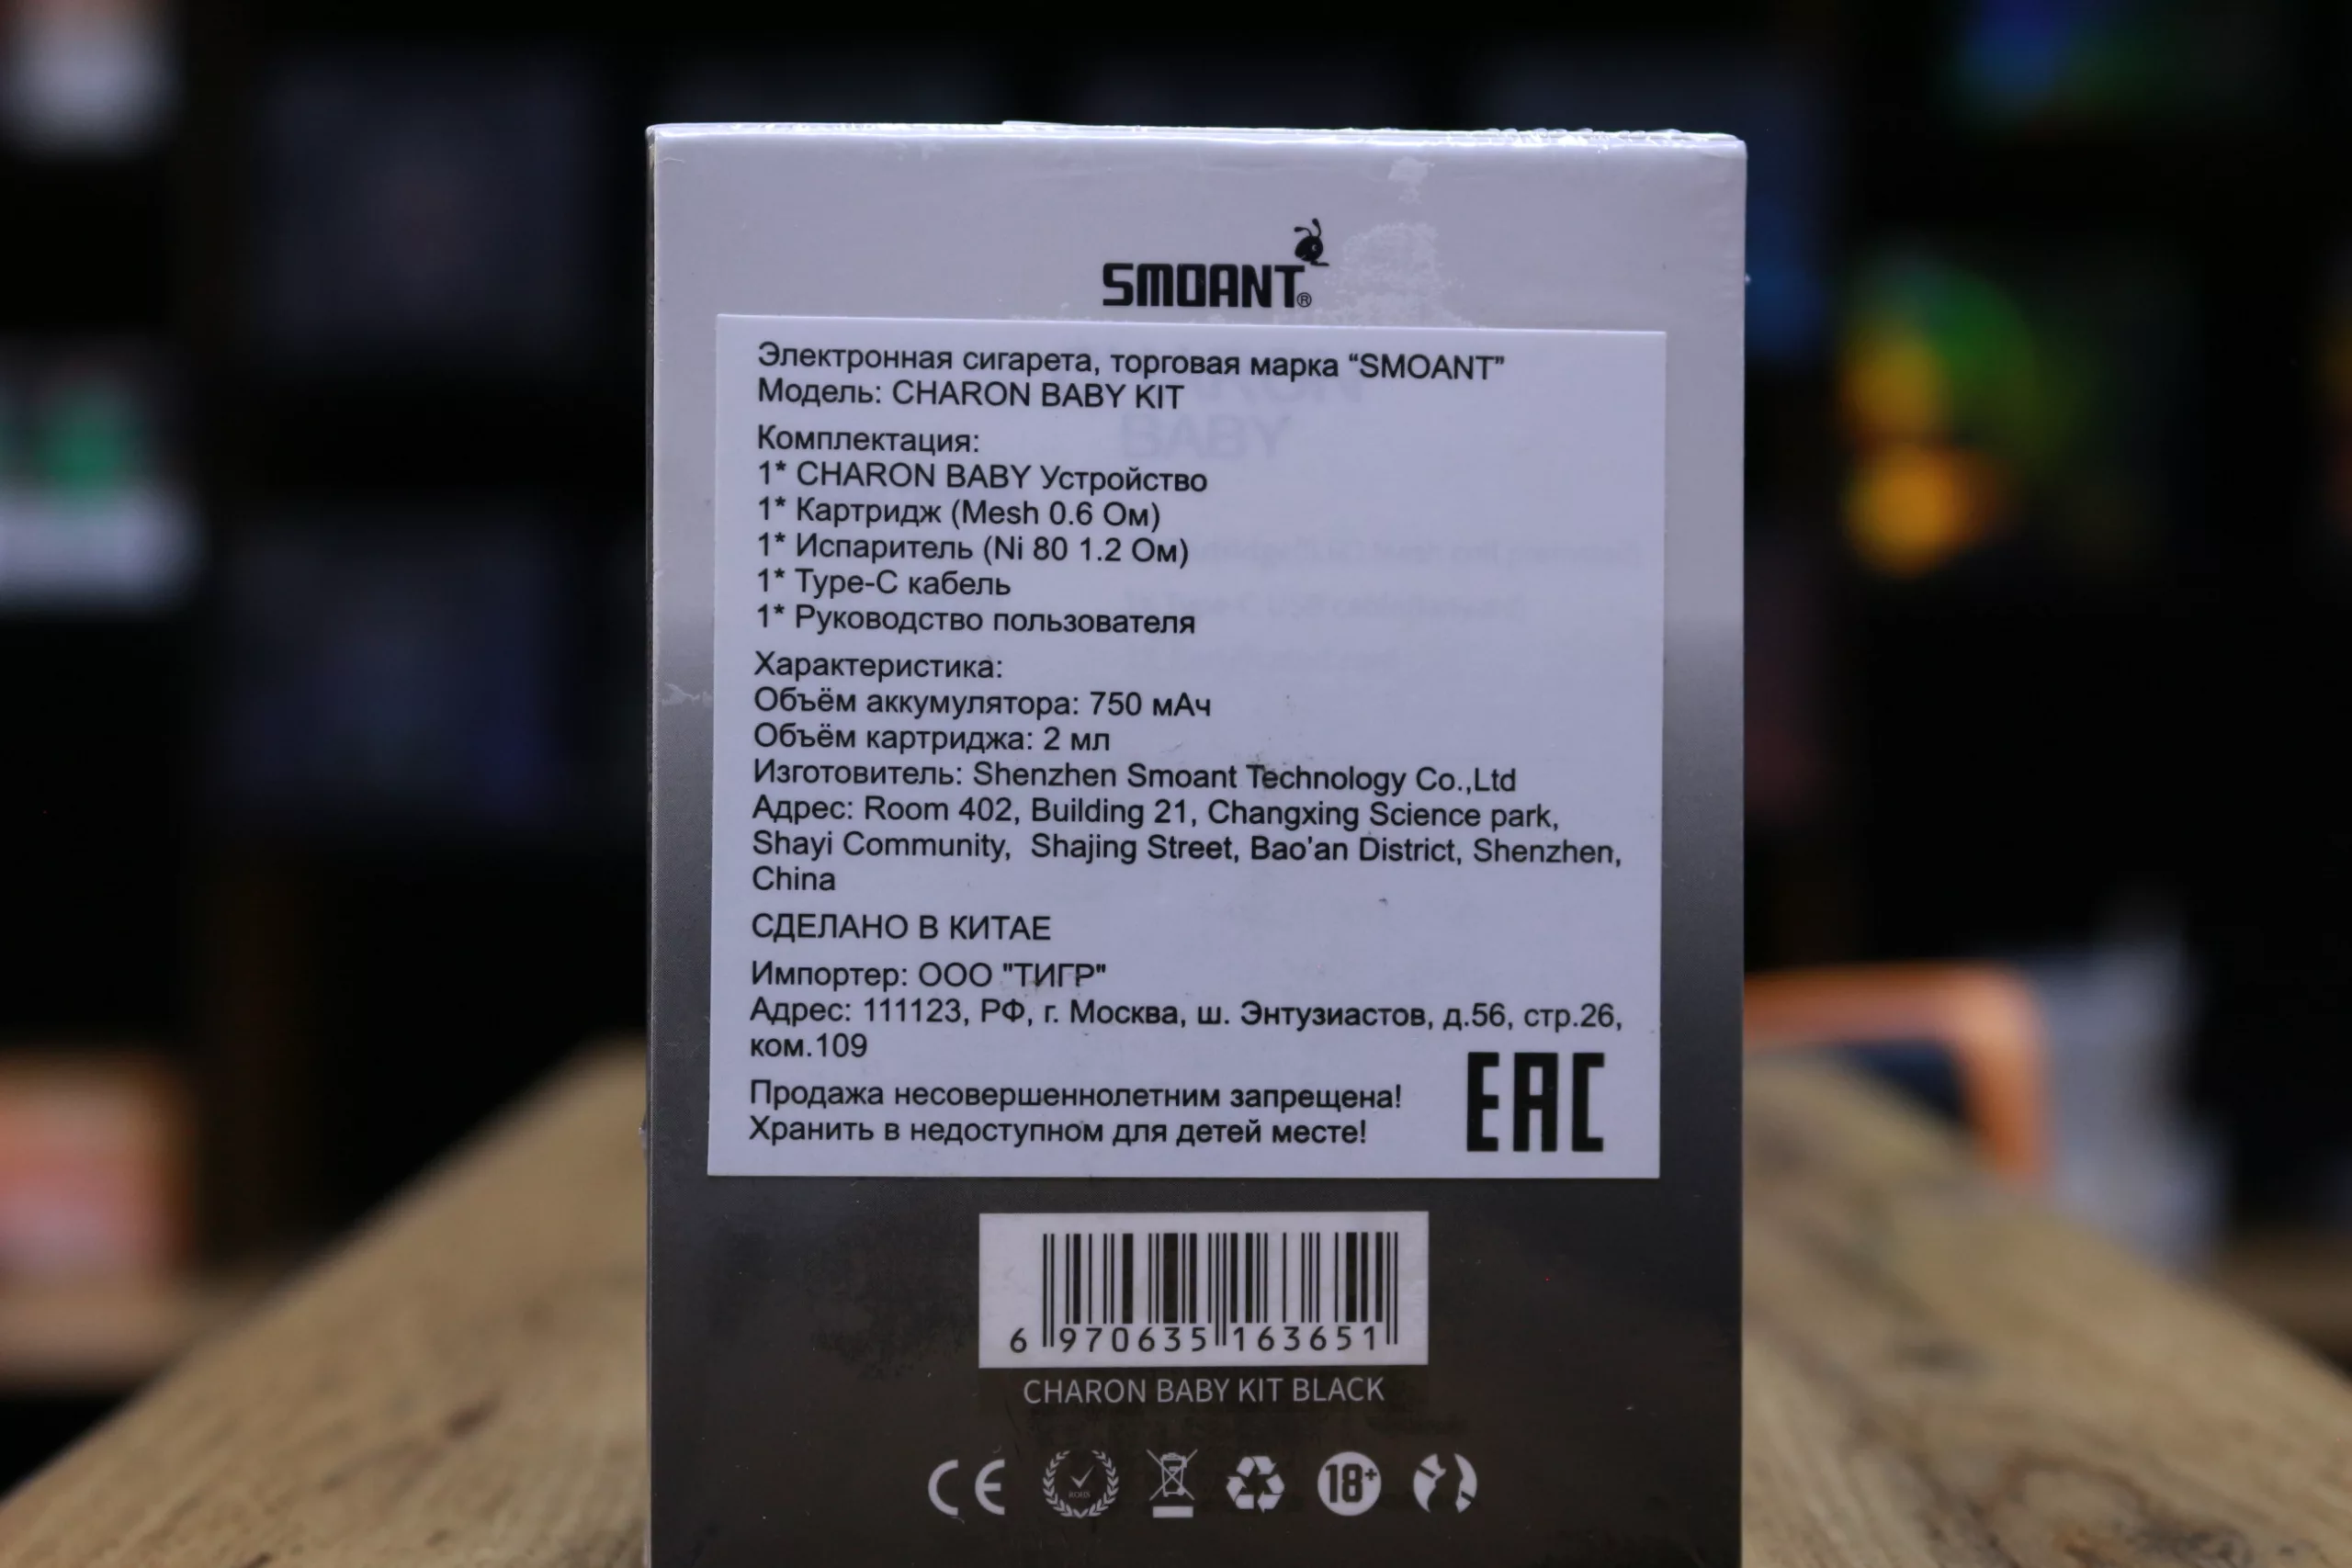 SMOANT®
Электронная сигарета, торговая марка “SMOANT”
Модель: CHARON BABY KIT
Комплектация:
1* CHARON BABY Устройство
1* Картридж (Mesh 0.6 Ом)
1* Испаритель (Ni 80 1.2 Ом)
1* Type-C кабель
1* Руководство пользователя
Характеристика:
Объём аккумулятора: 750 мАч
Объём картриджа: 2 мл
Изготовитель: Shenzhen Smoant Technology Co.,Ltd
Адрес: Room 402, Building 21, Changxing Science park,
Shayi Community, Shajing Street, Bao'an District, Shenzhen,
China
СДЕЛАНО В КИТАЕ
Импортер: ООО "ТИГР"
Адрес: 111123, РФ, г. Москва, ш. Энтузиастов, д.56, стр.26,
ком.109
Продажа несовершеннолетним запрещена!
Хранить в недоступном для детей месте!
EAC
6 970635 163651
CHARON BABY KIT BLACK
CE ROHS 18+